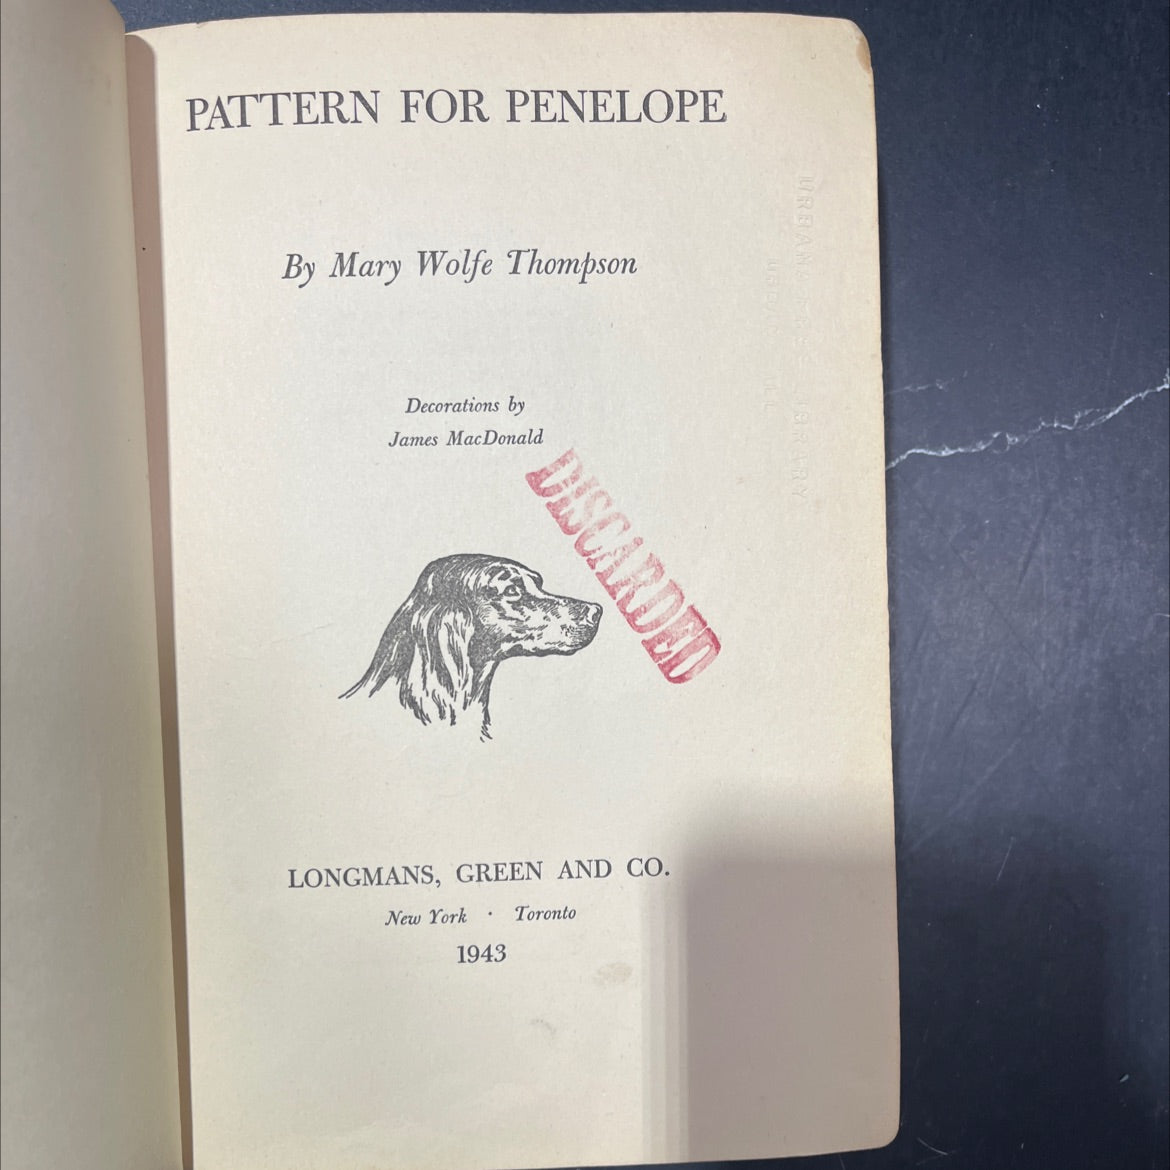 PATTERN FOR PENELOPE
By Mary Wolfe Thompson
Decorations by
James MacDonald
DISCARDED
LONGMANS, GREEN AND CO.
New York · Toronto
1943